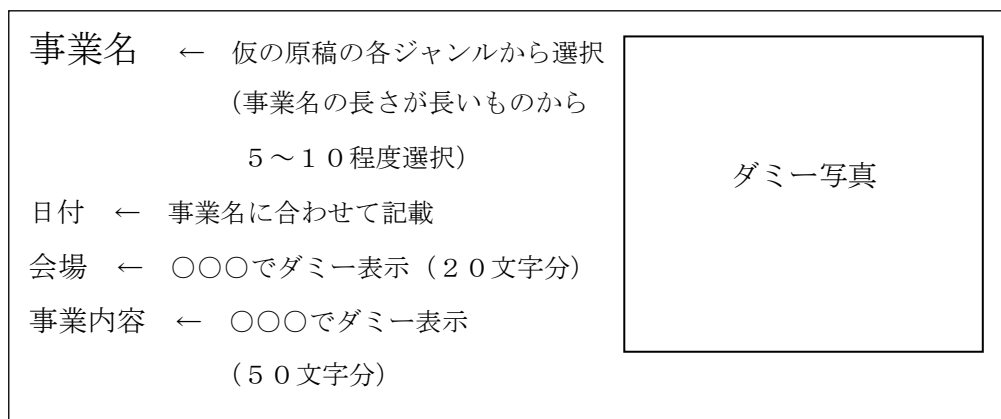 事業名　←　仮の原稿の各ジャンルから選択
(事業名の長さが長いものから
５～１０程度選択)
日付　←　事業名に合わせて記載
会場　←　○○○でダミー表示（２０文字分）
事業内容　←　○○○でダミー表示
(５０文字分)
ダミー写真